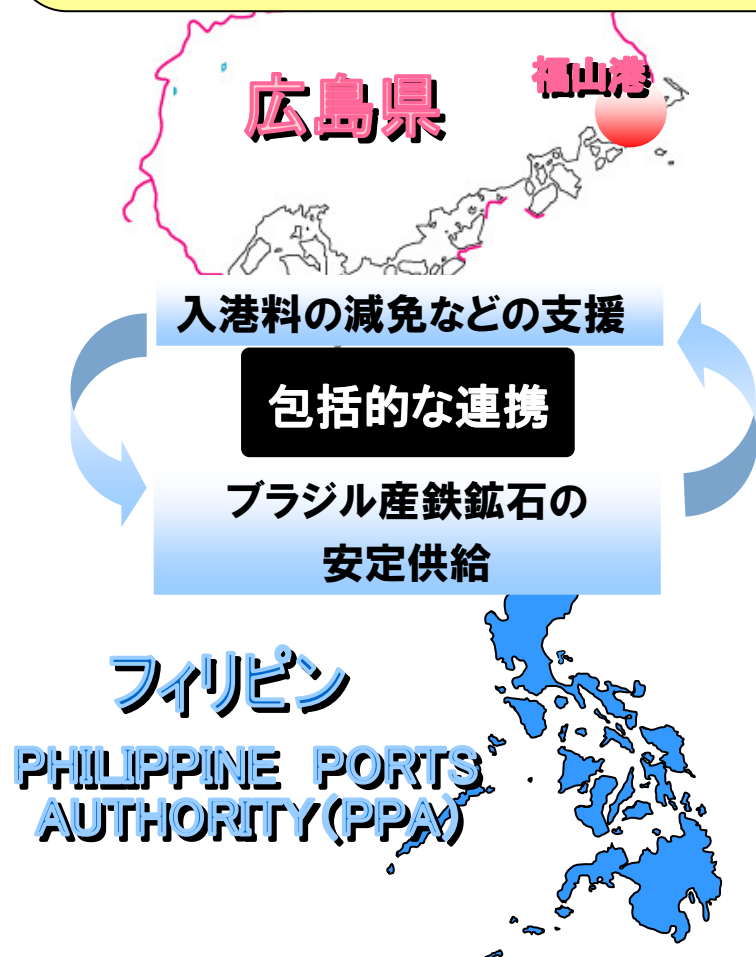 広島県
福山港
入港料の減免などの支援
包括的な連携
ブラジル産鉄鉱石の
安定供給
フィリピン
PHILIPPINE PORTS
AUTHORITY(PPA)